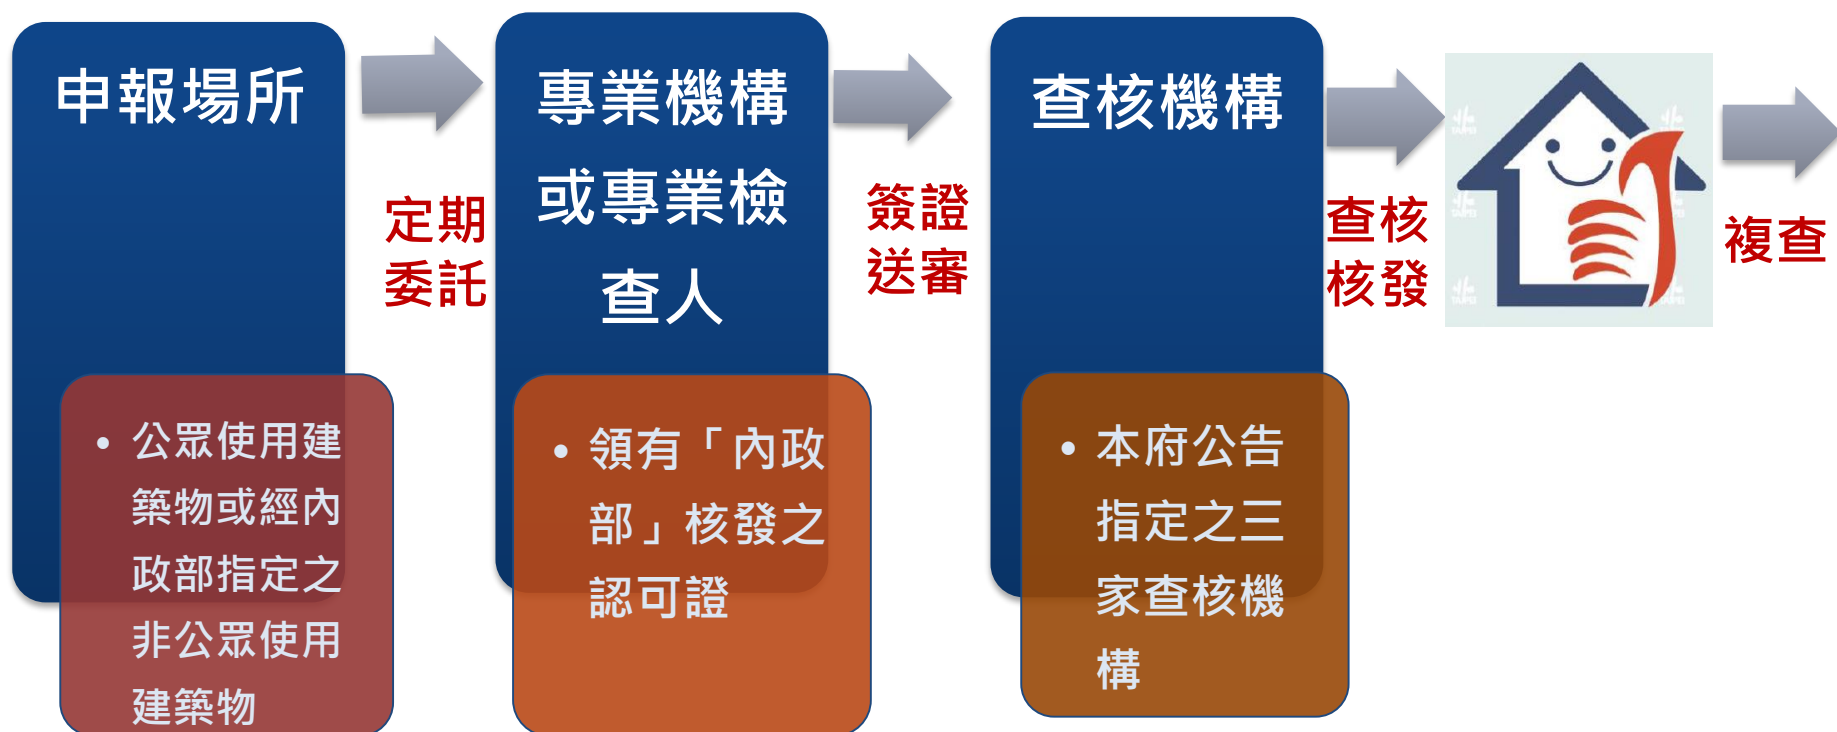 申報場所
定期
委託
專業機構
或專業檢
查人
簽證
送審
查核機構
查核
核發
複查
• 公眾使用建
築物或經內
政部指定之
非公眾使用
建築物
• 領有「內政
部」核發之
認可證
• 本府公告
指定之三
家查核機
構
TAIPEI
TAIPEI
TAIPEI
TAIPEI